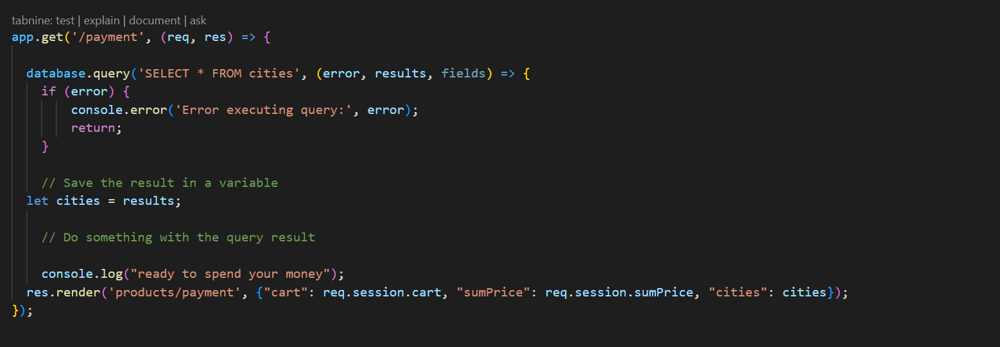 tabnine: test | explain | document | ask
app.get('/payment', (req, res) => {
database.query('SELECT * FROM cities', (error, results, fields) => {
if (error) {
console.error('Error executing query:', error);
return;
}
// Save the result in a variable
let cities = results;
// Do something with the query result
console.log("ready to spend your money");
res.render('products/payment', {"cart": req.session.cart, "sumPrice": req.session.sumPrice, "cities": cities});
});